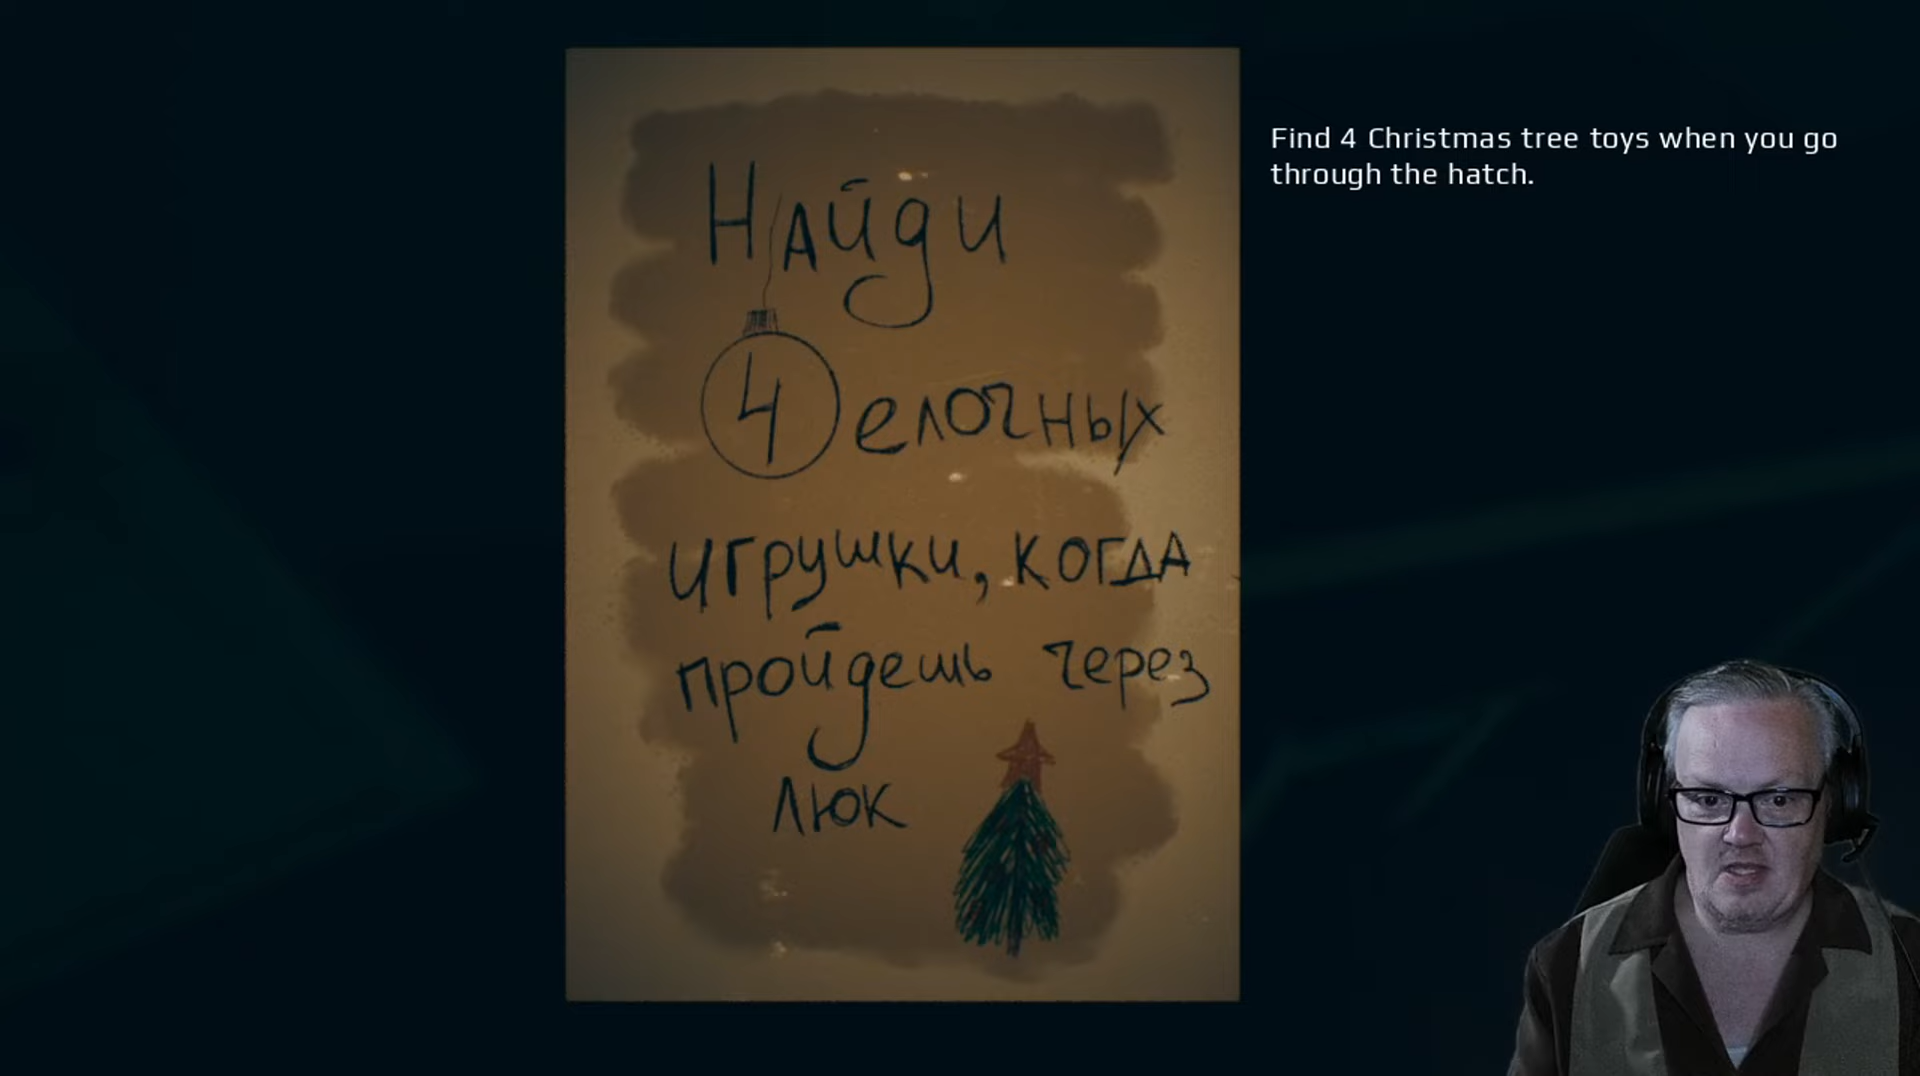 Найди
4 елочных
игрушки, когда
пройдешь через
люк
Find 4 Christmas tree toys when you go
through the hatch.